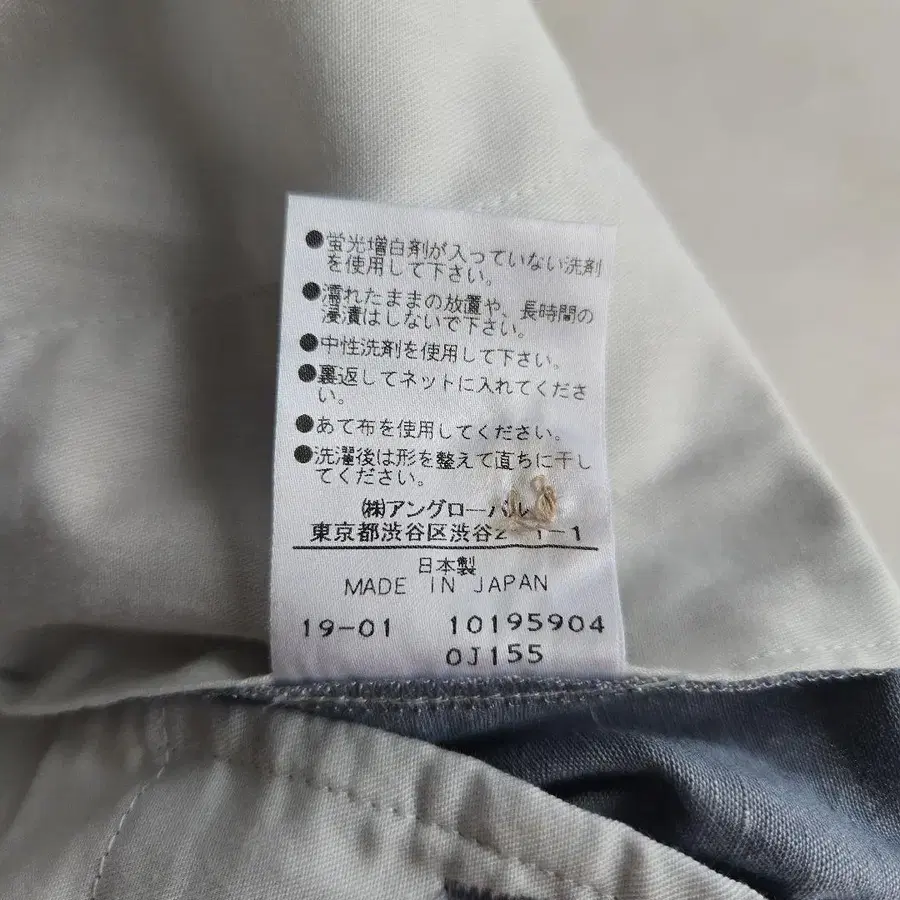 ●蛍光増白剤が入っていない洗剤
を使用して下さい。
●濡れたままの放置や、長時間の
浸漬はしないで下さい。
●中性洗剤を使用して下さい。
●裏返してネットに入れてくださ
い。
●あて布を使用してください。
●洗濯後は形を整えて直ちに干し
てください。
㈱アングローバル
東京都渋谷区渋谷2-1-1
日本製
MADE IN JAPAN
19-01 10195904
0J155